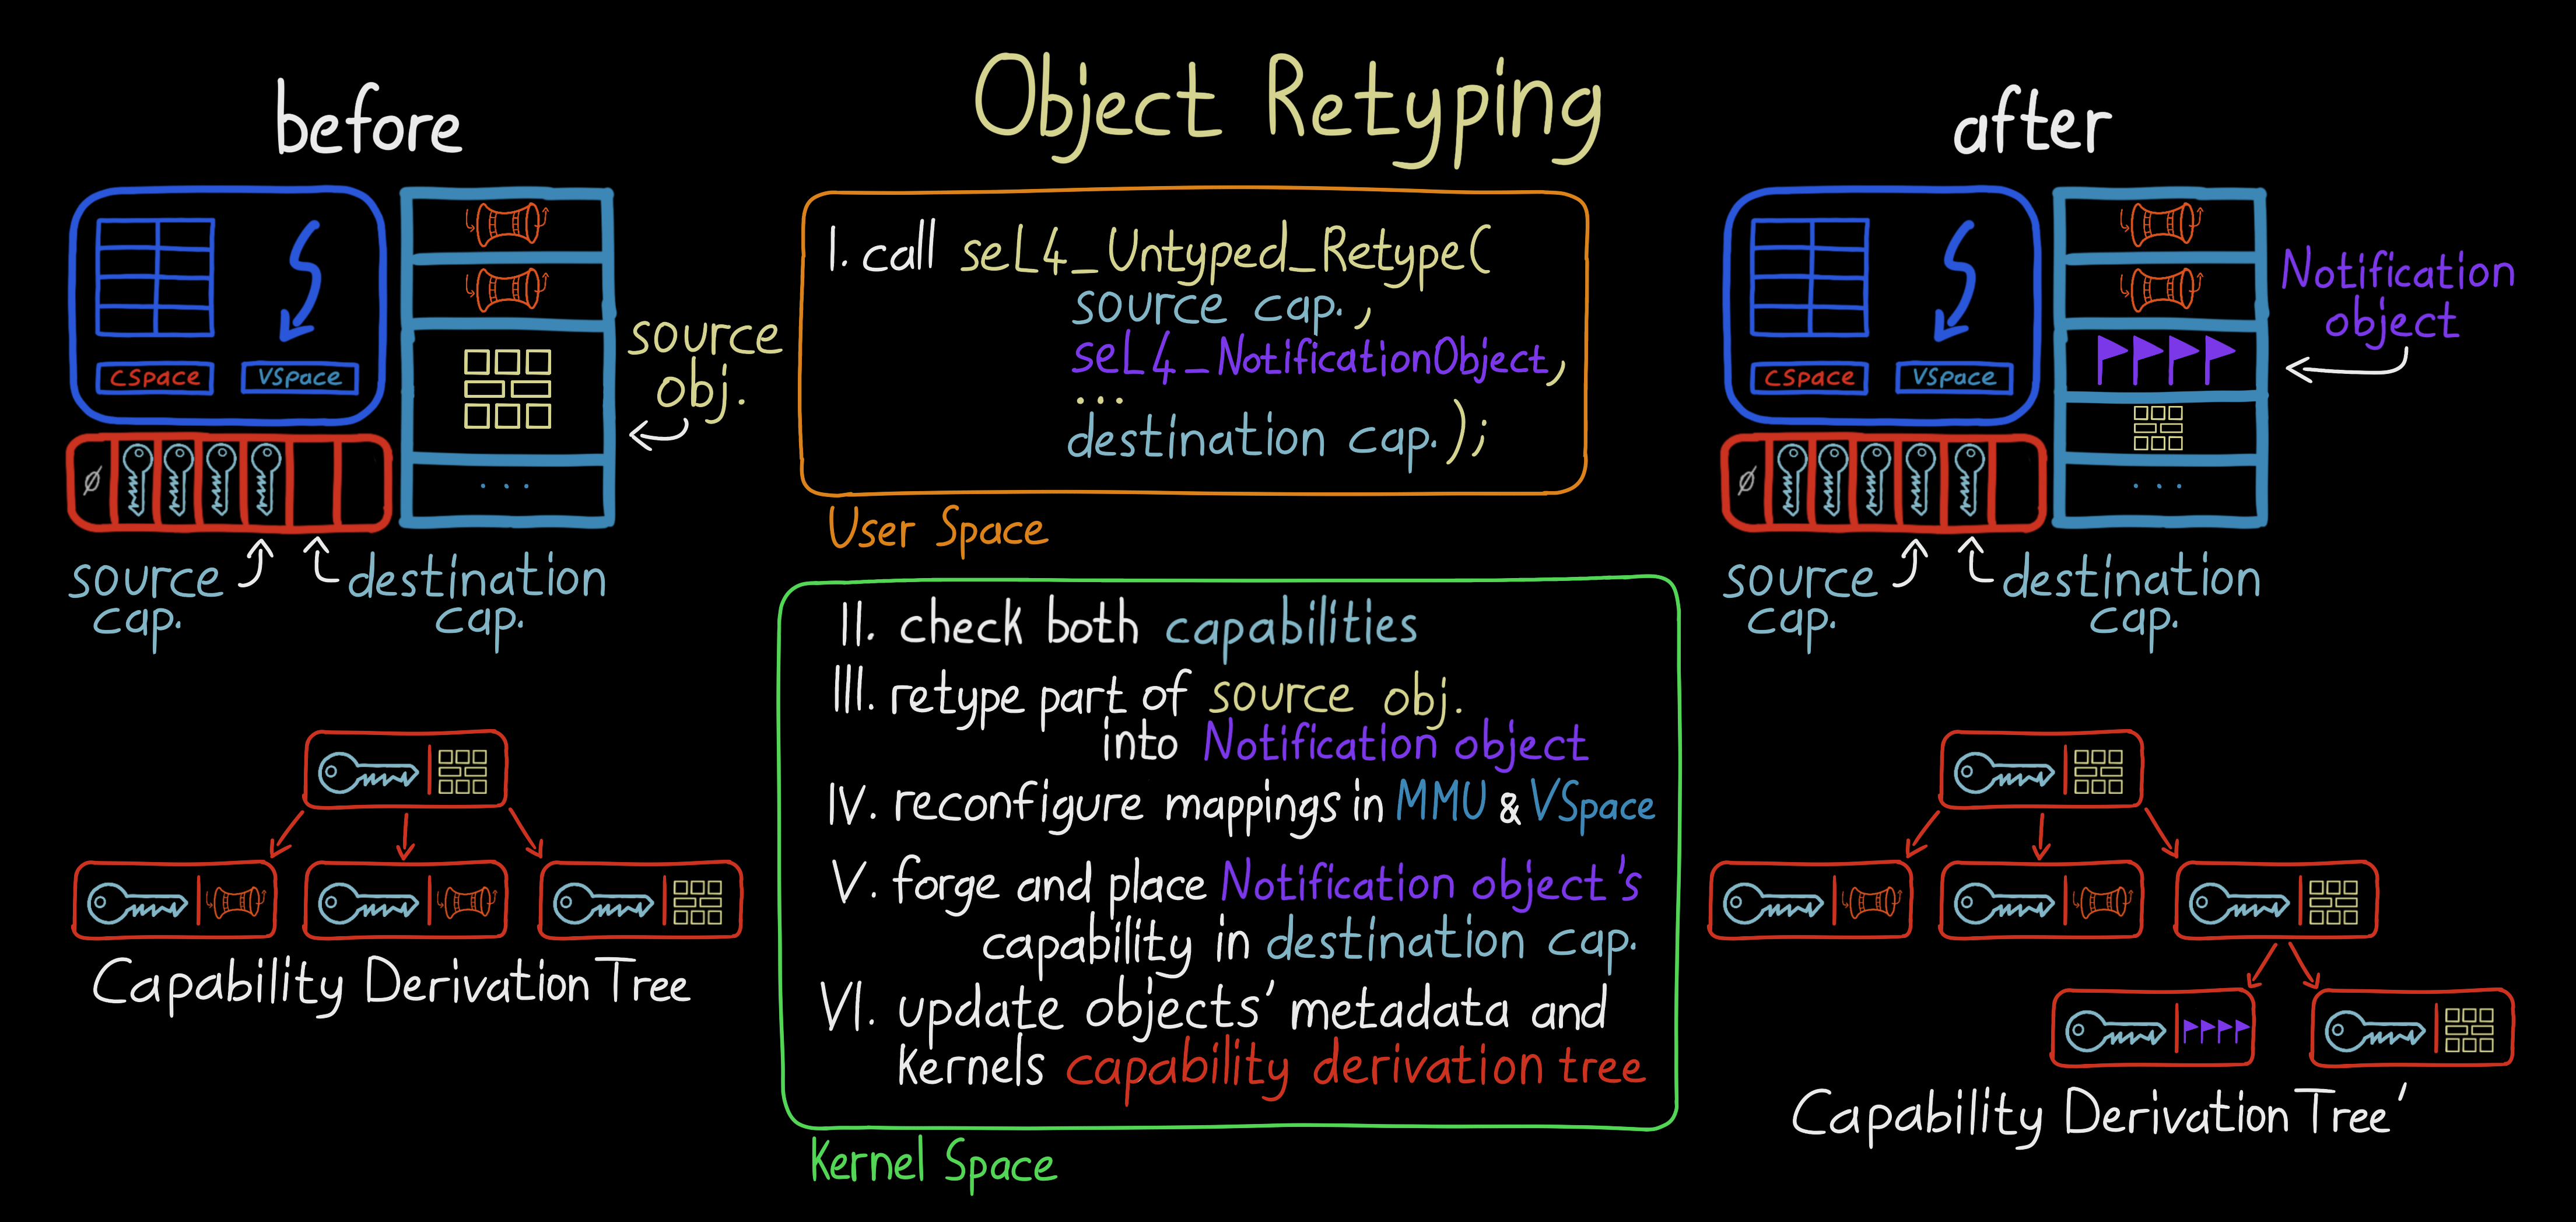 Object Retyping
before
CSpace
VSpace
ø
...
source
obj.
source
cap.
destination
cap.
Capability Derivation Tree
I. call seL4_Untyped_Retype(
source cap.,
seL4_NotificationObject,
...
destination cap.);
User Space
II. check both capabilities
III. retype part of source obj.
into Notification object
IV. reconfigure mappings in MMU & VSpace
V. forge and place Notification object's
capability in destination cap.
VI. update objects' metadata and
kernels capability derivation tree
Kernel Space
after
CSpace
VSpace
ø
...
Notification
object
source
cap.
destination
cap.
Capability Derivation Tree'